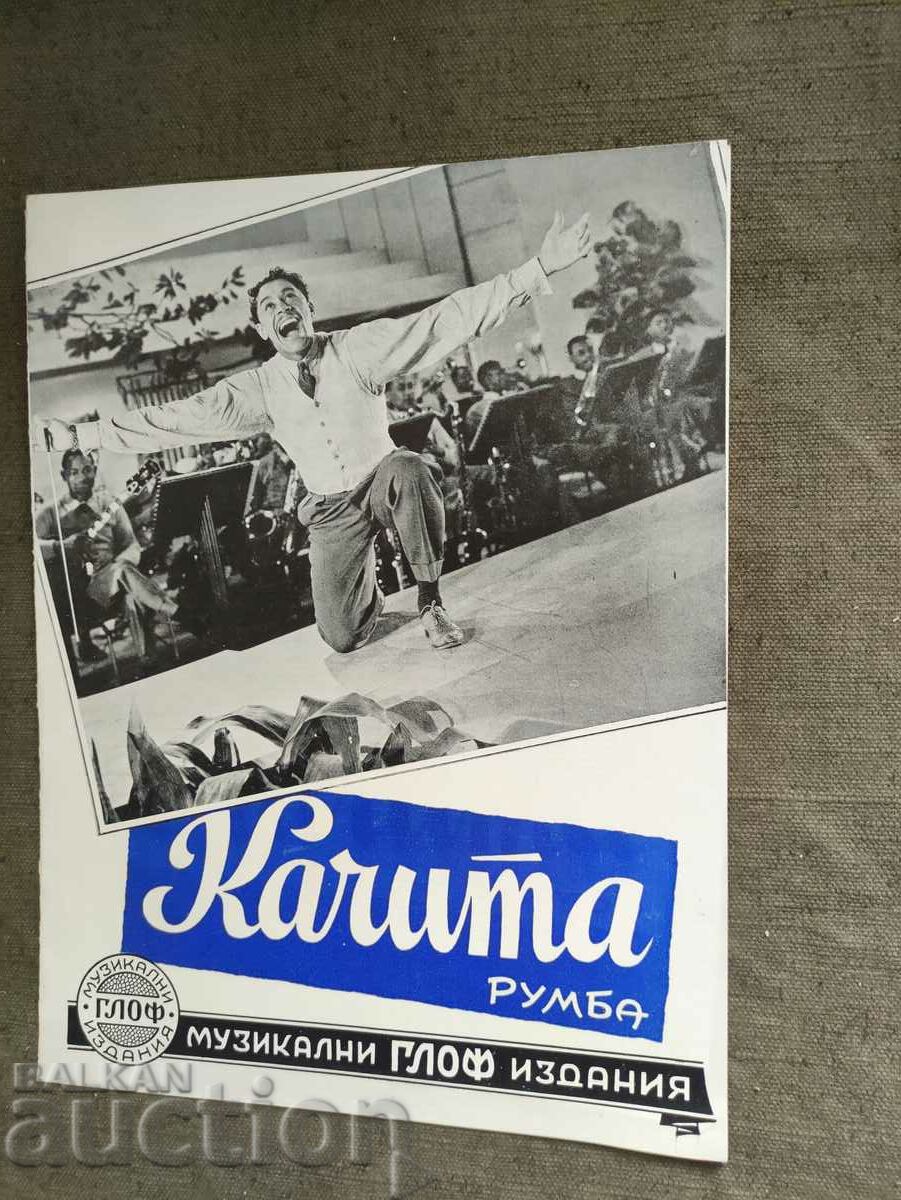 Качита
РУМБА
МУЗИКАЛНИ
ГЛОФ
ИЗДАНИЯ
МУЗИКАЛНИ ГЛОФ ИЗДАНИЯ
BALKAN
auction